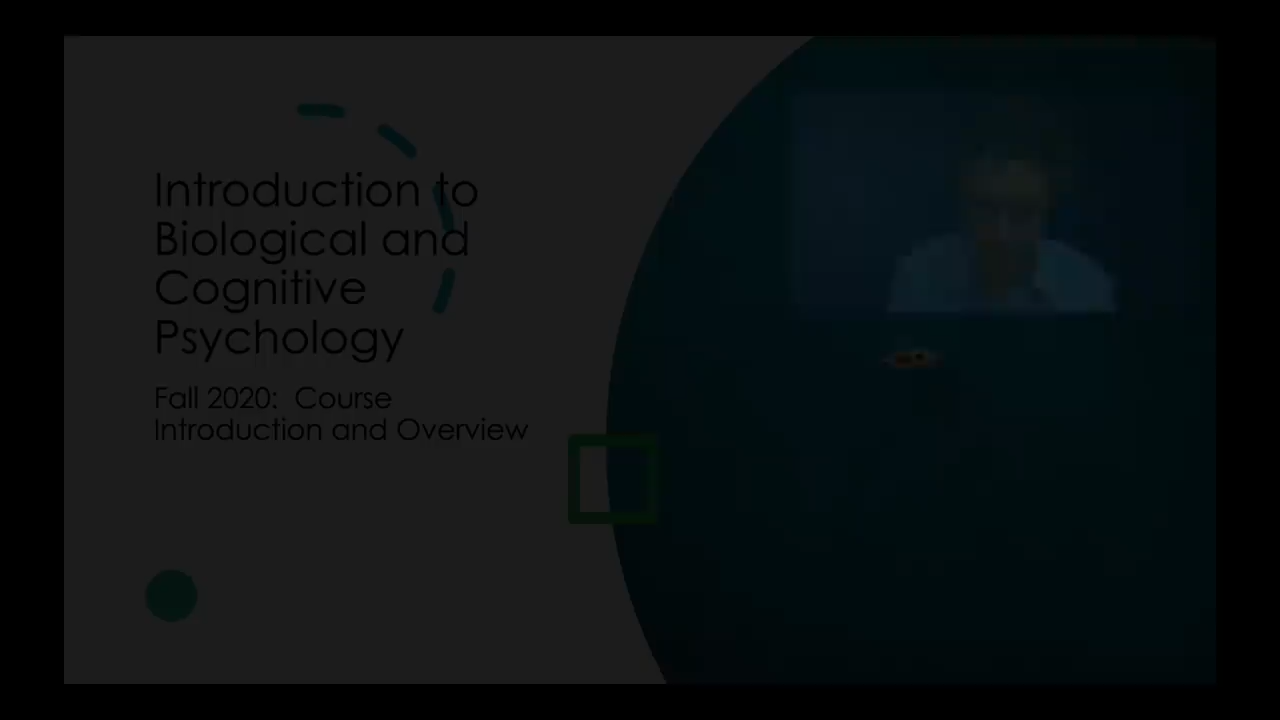 Introduction to
Biological and
Cognitive
Psychology
Fall 2020:  Course
Introduction and Overview